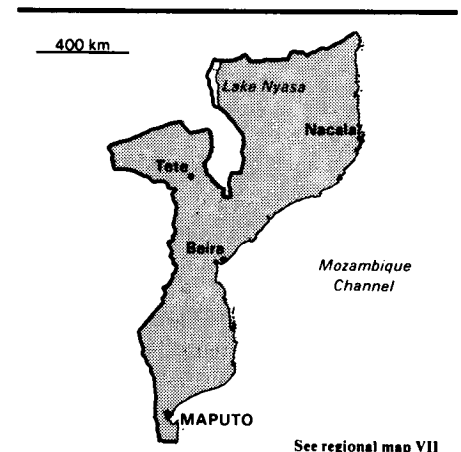 400 km
Lake Nyasa
Nacala
Tete
Beira
Mozambique
Channel
MAPUTO
See regional map VII